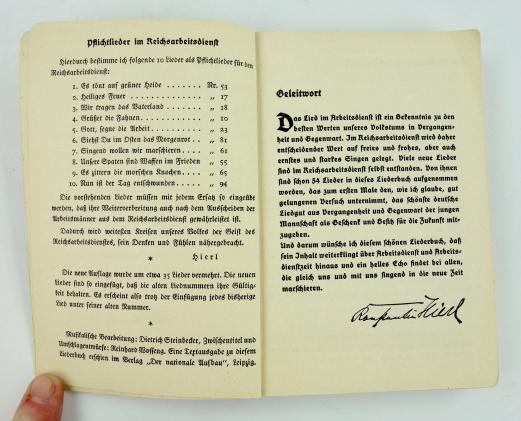 Pflichtlieder im Reichsarbeitsdienst
Hierdurch bestimme ich folgende 10 Lieder als Pflichtlieder für den
Reichsarbeitsdienst:
1. Es tönt auf grüner Heide . . . . . . . Nr. 53
2. Heiliges Feuer . . . . . . . . . . . . „ 17
3. Wir tragen das Vaterland . . . . . . . „ 18
4. Grüßet die Fahnen . . . . . . . . . . „ 10
5. Gott, segne die Arbeit . . . . . . . . „ 23
6. Siehst Du im Osten das Morgenrot . . . „ 81
7. Singend wollen wir marschieren . . . . „ 61
8. Unser Spaten sind Waffen im Frieden „ 55
9. Es zittern die morschen Knochen . . . . „ 65
10. Nun ist der Tag entschwunden . . . . . „ 94
Die vorstehenden Lieder müssen mit jedem Ersatz so eingeübt
werden, daß ihre Weiterverbreitung auch nach dem Ausscheiden der
Arbeitsmänner aus dem Reichsarbeitsdienst gewährleistet ist.
Dadurch wird weitesten Kreisen unseres Volkes der Geist des
Reichsarbeitsdienstes, sein Denken und Fühlen nähergebracht.
Hierl
*
Die neue Auflage wurde um etwa 35 Lieder vermehrt. Die neuen
Lieder sind so eingefügt, daß die alten Liednummern ihre Gültig-
keit behalten. Es erscheint also trotz der Einfügung jedes bisherige
Lied unter seiner alten Nummer.
*
Musikalische Bearbeitung: Dietrich Steinbecker, Zwischentitel und
Umschlagentwürfe: Reinhard Eine Textausgabe zu diesem
Liederbuch erschien im Verlag „Der nationale Aufbau“, Leipzig.
Geleitwort
Das Lied im Arbeitsdienst ist ein Bekenntnis zu den
besten Werten unseres Volkstums in Vergangen-
heit und Gegenwart. Im Reichsarbeitsdienst wird daher
entscheidender Wert auf freies und frohes, aber auch
ernstes und starkes Singen gelegt. Viele neue Lieder
sind im Reichsarbeitsdienst selbst entstanden. Von ihnen
sind schon 54 Lieder in dieses Liederbuch aufgenommen
worden, das zum ersten Male den, wie ich glaube, gut
gelungenen Versuch unternimmt, das schönste deutsche
Liedgut aus Vergangenheit und Gegenwart der jungen
Mannschaft als Geschenk und Besitz für die Zukunft mit-
zugeben.
Und darum wünsche ich diesem schönen Liederbuch, daß
sein Inhalt weiterklingt über Arbeitsdienst und Arbeits-
dienstzeit hinaus und ein helles Echo findet bei allen,
die gleich uns und mit uns singend in die neue Zeit
marschieren.
Konstantin Hierl